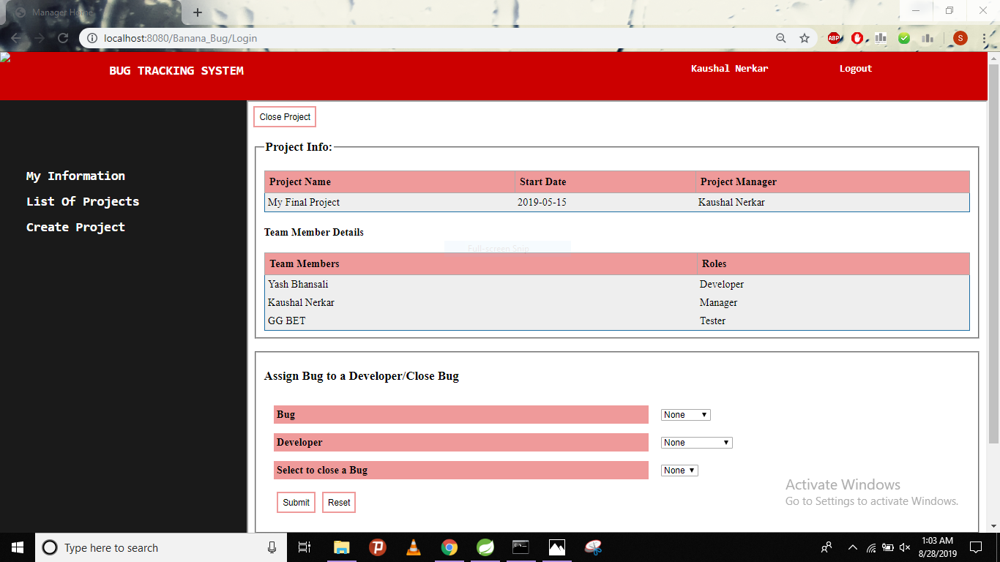 Manager Home
localhost:8080/Banana_Bug/Login
ABP
S
BUG TRACKING SYSTEM
Kaushal Nerkar
Logout
My Information
List Of Projects
Create Project
Close Project
Project Info:
Project Name Start Date Project Manager
My Final Project 2019-05-15 Kaushal Nerkar
Team Member Details
Full-screen Snip
Team Members Roles
Yash Bhansali Developer
Kaushal Nerkar Manager
GG BET Tester
Assign Bug to a Developer/Close Bug
Bug None
Developer None
Select to close a Bug None
Submit Reset
Activate Windows
Go to Settings to activate Windows.
Type here to search
1:03 AM
8/28/2019